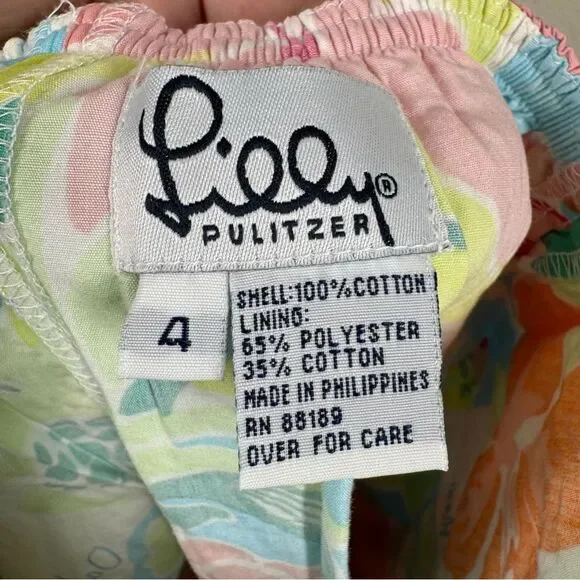 Lilly®
PULITZER
4
SHELL:100%COTTON
LINING:
65% POLYESTER
35% COTTON
MADE IN PHILIPPINES
RN 88189
OVER FOR CARE